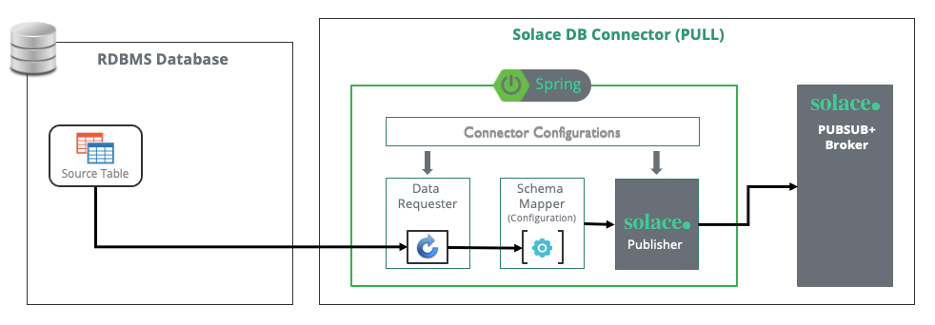 RDBMS Database
Source Table
Solace DB Connector (PULL)
Spring
Connector Configurations
Data
Requester
Schema
Mapper
(Configuration)
solace.
Publisher
solace.
PUBSUB+
Broker